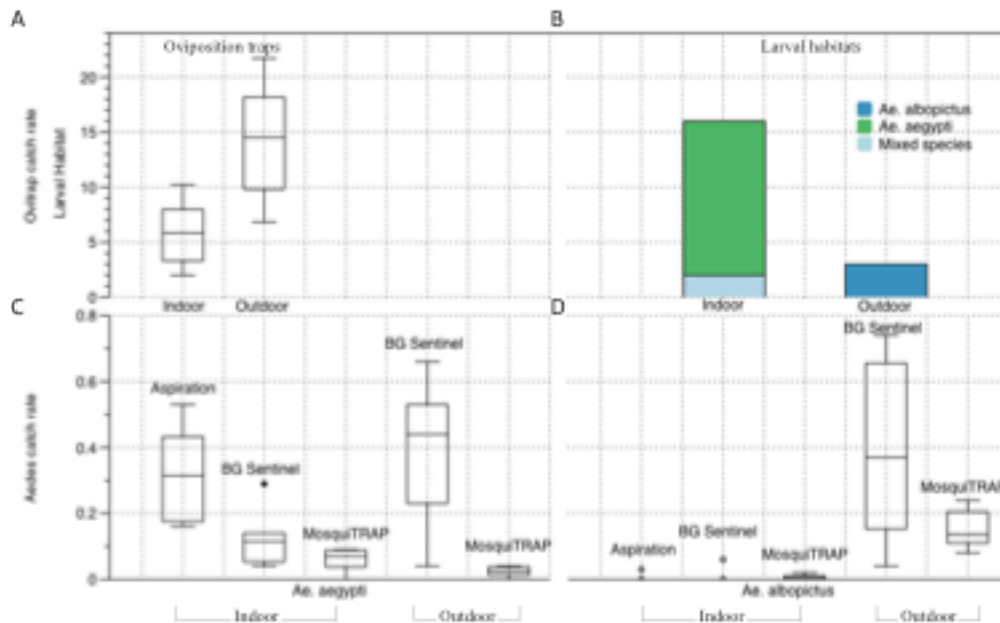 A
B
Oviposition traps
Larval habitats
Ovitrap catch rate
Larval Habitat
20
15
10
5
0
Ae. albopictus
Ae. aegypti
Mixed species
Indoor
Outdoor
Indoor
Outdoor
C
D
Aedes catch rate
0.8
0.6
0.4
0.2
0
Aspiration
BG Sentinel
MosquiTRAP
BG Sentinel
MosquiTRAP
Aspiration
BG Sentinel
MosquiTRAP
BG Sentinel
MosquiTRAP
Ae. aegypti
Ae. albopictus
Indoor
Outdoor
Indoor
Outdoor